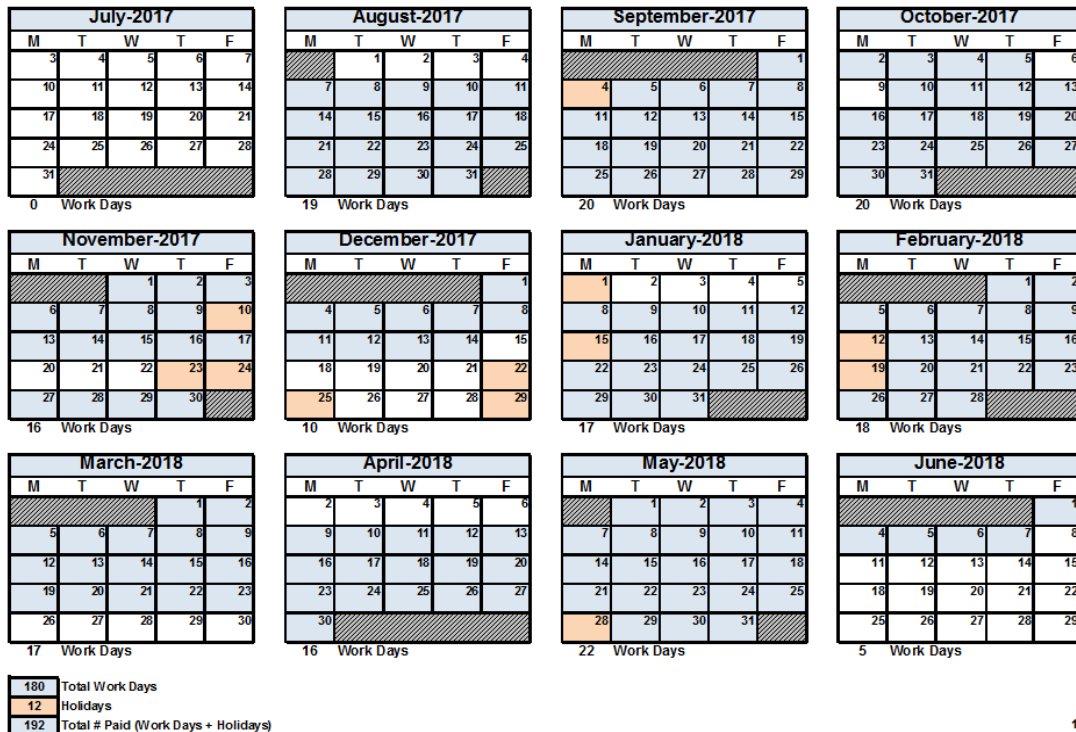 July-2017 August-2017 September-2017 October-2017
M T W T F M T W T F M T W T F M T W T F
3 4 5 6 7 1 2 3 4 1 2 3 4 5 6
10 11 12 13 14 7 8 9 10 11 4 5 6 7 8 9 10 11 12 13
17 18 19 20 21 14 15 16 17 18 11 12 13 14 15 16 17 18 19 20
24 25 26 27 28 21 22 23 24 25 18 19 20 21 22 23 24 25 26 27
31 28 29 30 31 25 26 27 28 29 30 31
0 Work Days 19 Work Days 20 Work Days 20 Work Days
November-2017 December-2017 January-2018 February-2018
M T W T F M T W T F M T W T F M T W T F
1 2 3 1 1 2 3 4 5 1 2
6 7 8 9 10 4 5 6 7 8 8 9 10 11 12 5 6 7 8 9
13 14 15 16 17 11 12 13 14 15 15 16 17 18 19 12 13 14 15 16
20 21 22 23 24 18 19 20 21 22 22 23 24 25 26 19 20 21 22 23
27 28 29 30 25 26 27 28 29 29 30 31 26 27 28
16 Work Days 10 Work Days 17 Work Days 18 Work Days
March-2018 April-2018 May-2018 June-2018
M T W T F M T W T F M T W T F M T W T F
1 2 2 3 4 5 6 1 2 3 4 1
5 6 7 8 9 9 10 11 12 13 7 8 9 10 11 4 5 6 7 8
12 13 14 15 16 16 17 18 19 20 14 15 16 17 18 11 12 13 14 15
19 20 21 22 23 23 24 25 26 27 21 22 23 24 25 18 19 20 21 22
26 27 28 29 30 30 28 29 30 31 25 26 27 28 29
17 Work Days 16 Work Days 22 Work Days 5 Work Days
180 Total Work Days
12 Holidays
192 Total # Paid (Work Days + Holidays)